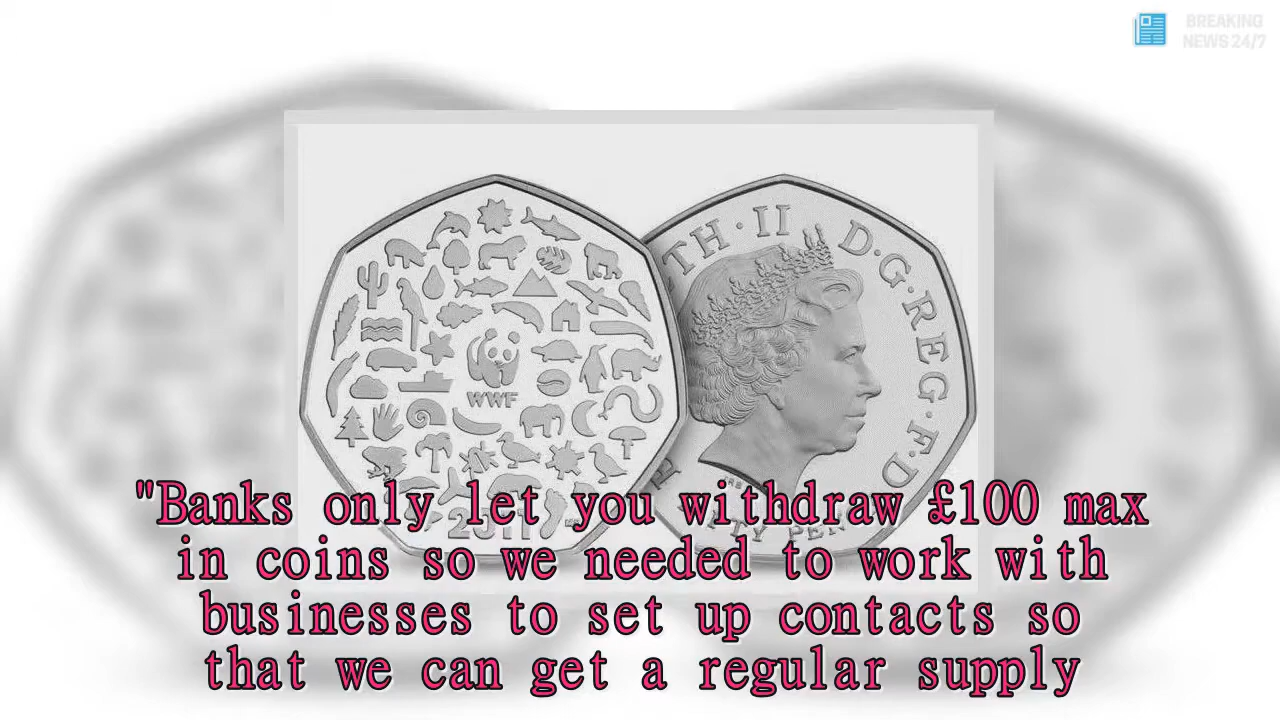 BREAKING
NEWS 24/7
TH · II D·G·REG·F·D
WWF
"Banks only let you withdraw £100 max
in coins so we needed to work with
businesses to set up contacts so
that we can get a regular supply